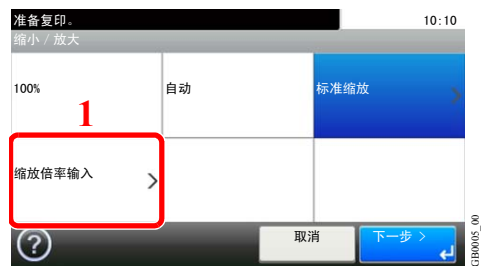 准备复印。 10:10
缩小 / 放大
100% 自动 标准缩放
1
缩放倍率输入
取消 下一步 >
GB0005_00